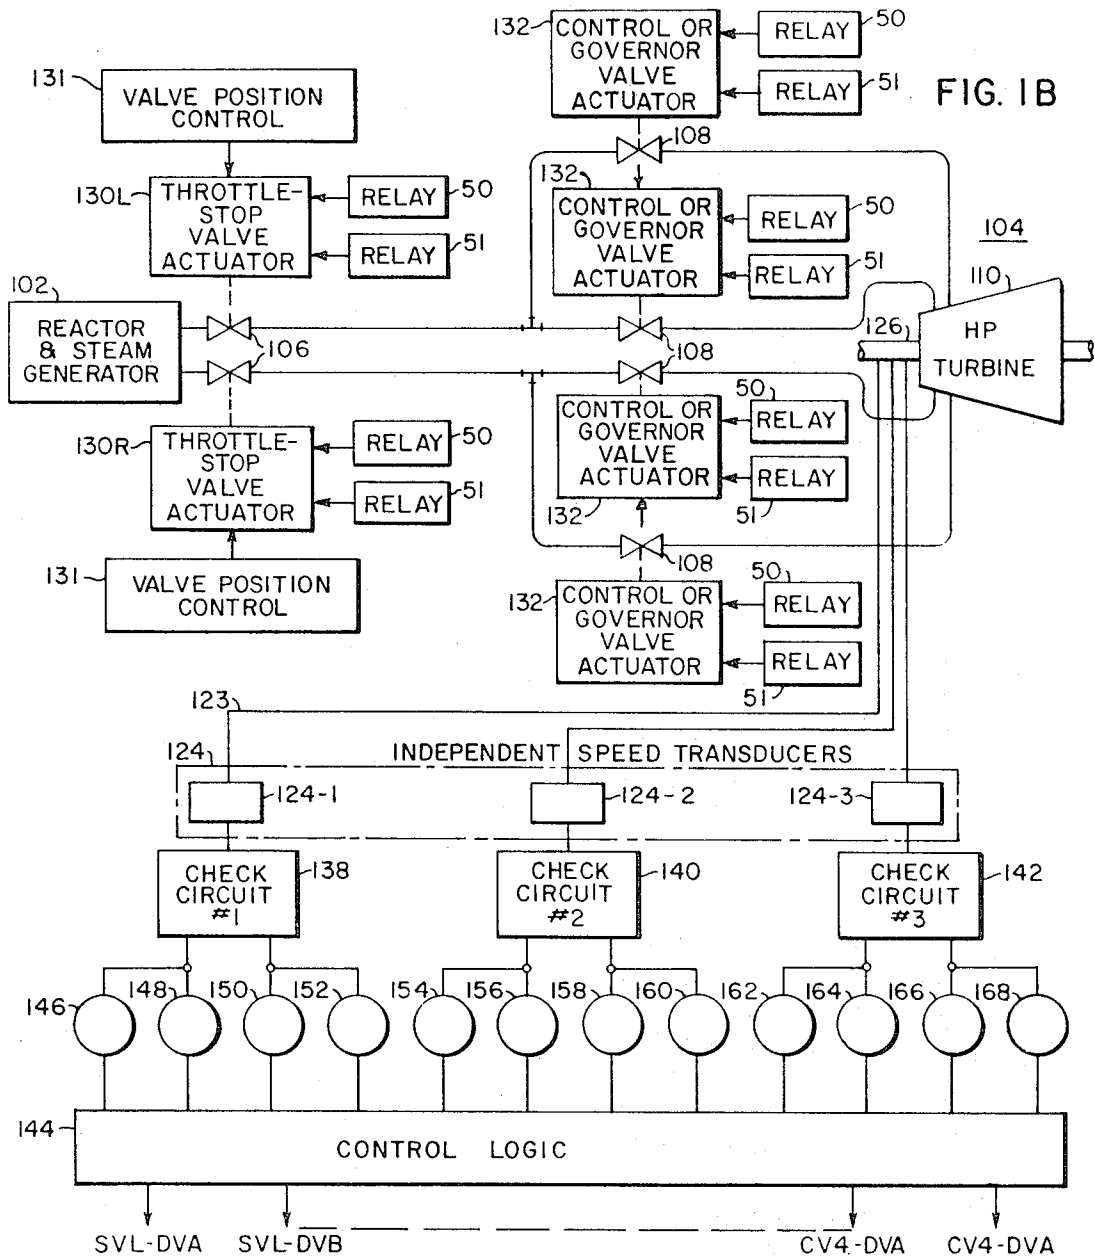 132
CONTROL OR
GOVERNOR
VALVE
ACTUATOR
RELAY
50
RELAY
51
FIG. 1B
131
VALVE POSITION
CONTROL
108
130L
THROTTLE-
STOP
VALVE
ACTUATOR
RELAY
50
RELAY
51
132
CONTROL OR
GOVERNOR
VALVE
ACTUATOR
RELAY
50
RELAY
51
104
110
102
REACTOR
& STEAM
GENERATOR
106
108
126
HP
TURBINE
130R
THROTTLE-
STOP
VALVE
ACTUATOR
RELAY
50
RELAY
51
CONTROL OR
GOVERNOR
VALVE
ACTUATOR
132
50
RELAY
RELAY
51
131
VALVE POSITION
CONTROL
108
132
CONTROL OR
GOVERNOR
VALVE
ACTUATOR
50
RELAY
RELAY
51
123
124
INDEPENDENT SPEED TRANSDUCERS
124-1
124-2
124-3
CHECK
CIRCUIT
#1
138
CHECK
CIRCUIT
#2
140
CHECK
CIRCUIT
#3
142
146
148
150
152
154
156
158
160
162
164
166
168
144
CONTROL LOGIC
SVL-DVA
SVL-DVB
CV4-DVA
CV4-DVA